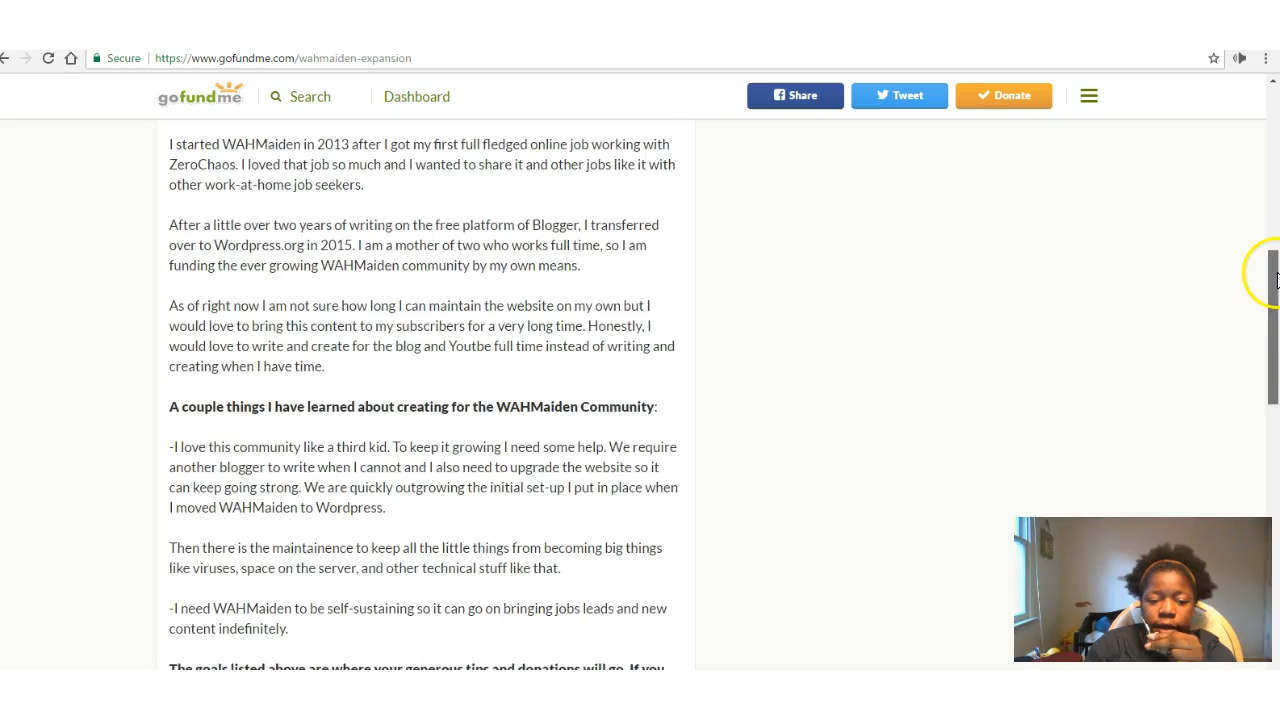 Secure https://www.gofundme.com/wahmaiden-expansion
gofundme Search Dashboard Share Tweet Donate
I started WAHMaiden in 2013 after I got my first full fledged online job working with
ZeroChaos. I loved that job so much and I wanted to share it and other jobs like it with
other work-at-home job seekers.
After a little over two years of writing on the free platform of Blogger, I transferred
over to Wordpress.org in 2015. I am a mother of two who works full time, so I am
funding the ever growing WAHMaiden community by my own means.
As of right now I am not sure how long I can maintain the website on my own but I
would love to bring this content to my subscribers for a very long time. Honestly, I
would love to write and create for the blog and Youtbe full time instead of writing and
creating when I have time.
A couple things I have learned about creating for the WAHMaiden Community:
-I love this community like a third kid. To keep it growing I need some help. We require
another blogger to write when I cannot and I also need to upgrade the website so it
can keep going strong. We are quickly outgrowing the initial set-up I put in place when
I moved WAHMaiden to Wordpress.
Then there is the maintainence to keep all the little things from becoming big things
like viruses, space on the server, and other technical stuff like that.
-I need WAHMaiden to be self-sustaining so it can go on bringing jobs leads and new
content indefinitely.
The goals listed above are where your generous tips and donations will go. If you